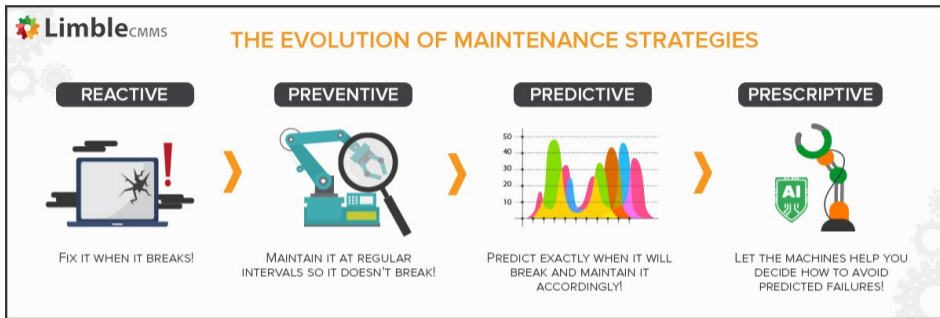 Limble CMMS
THE EVOLUTION OF MAINTENANCE STRATEGIES
REACTIVE
PREVENTIVE
PREDICTIVE
PRESCRIPTIVE
!
50
40
30
20
10
AI
FIX IT WHEN IT BREAKS!
MAINTAIN IT AT REGULAR
INTERVALS SO IT DOESN'T BREAK!
PREDICT EXACTLY WHEN IT WILL
BREAK AND MAINTAIN IT
ACCORDINGLY!
LET THE MACHINES HELP YOU
DECIDE HOW TO AVOID
PREDICTED FAILURES!